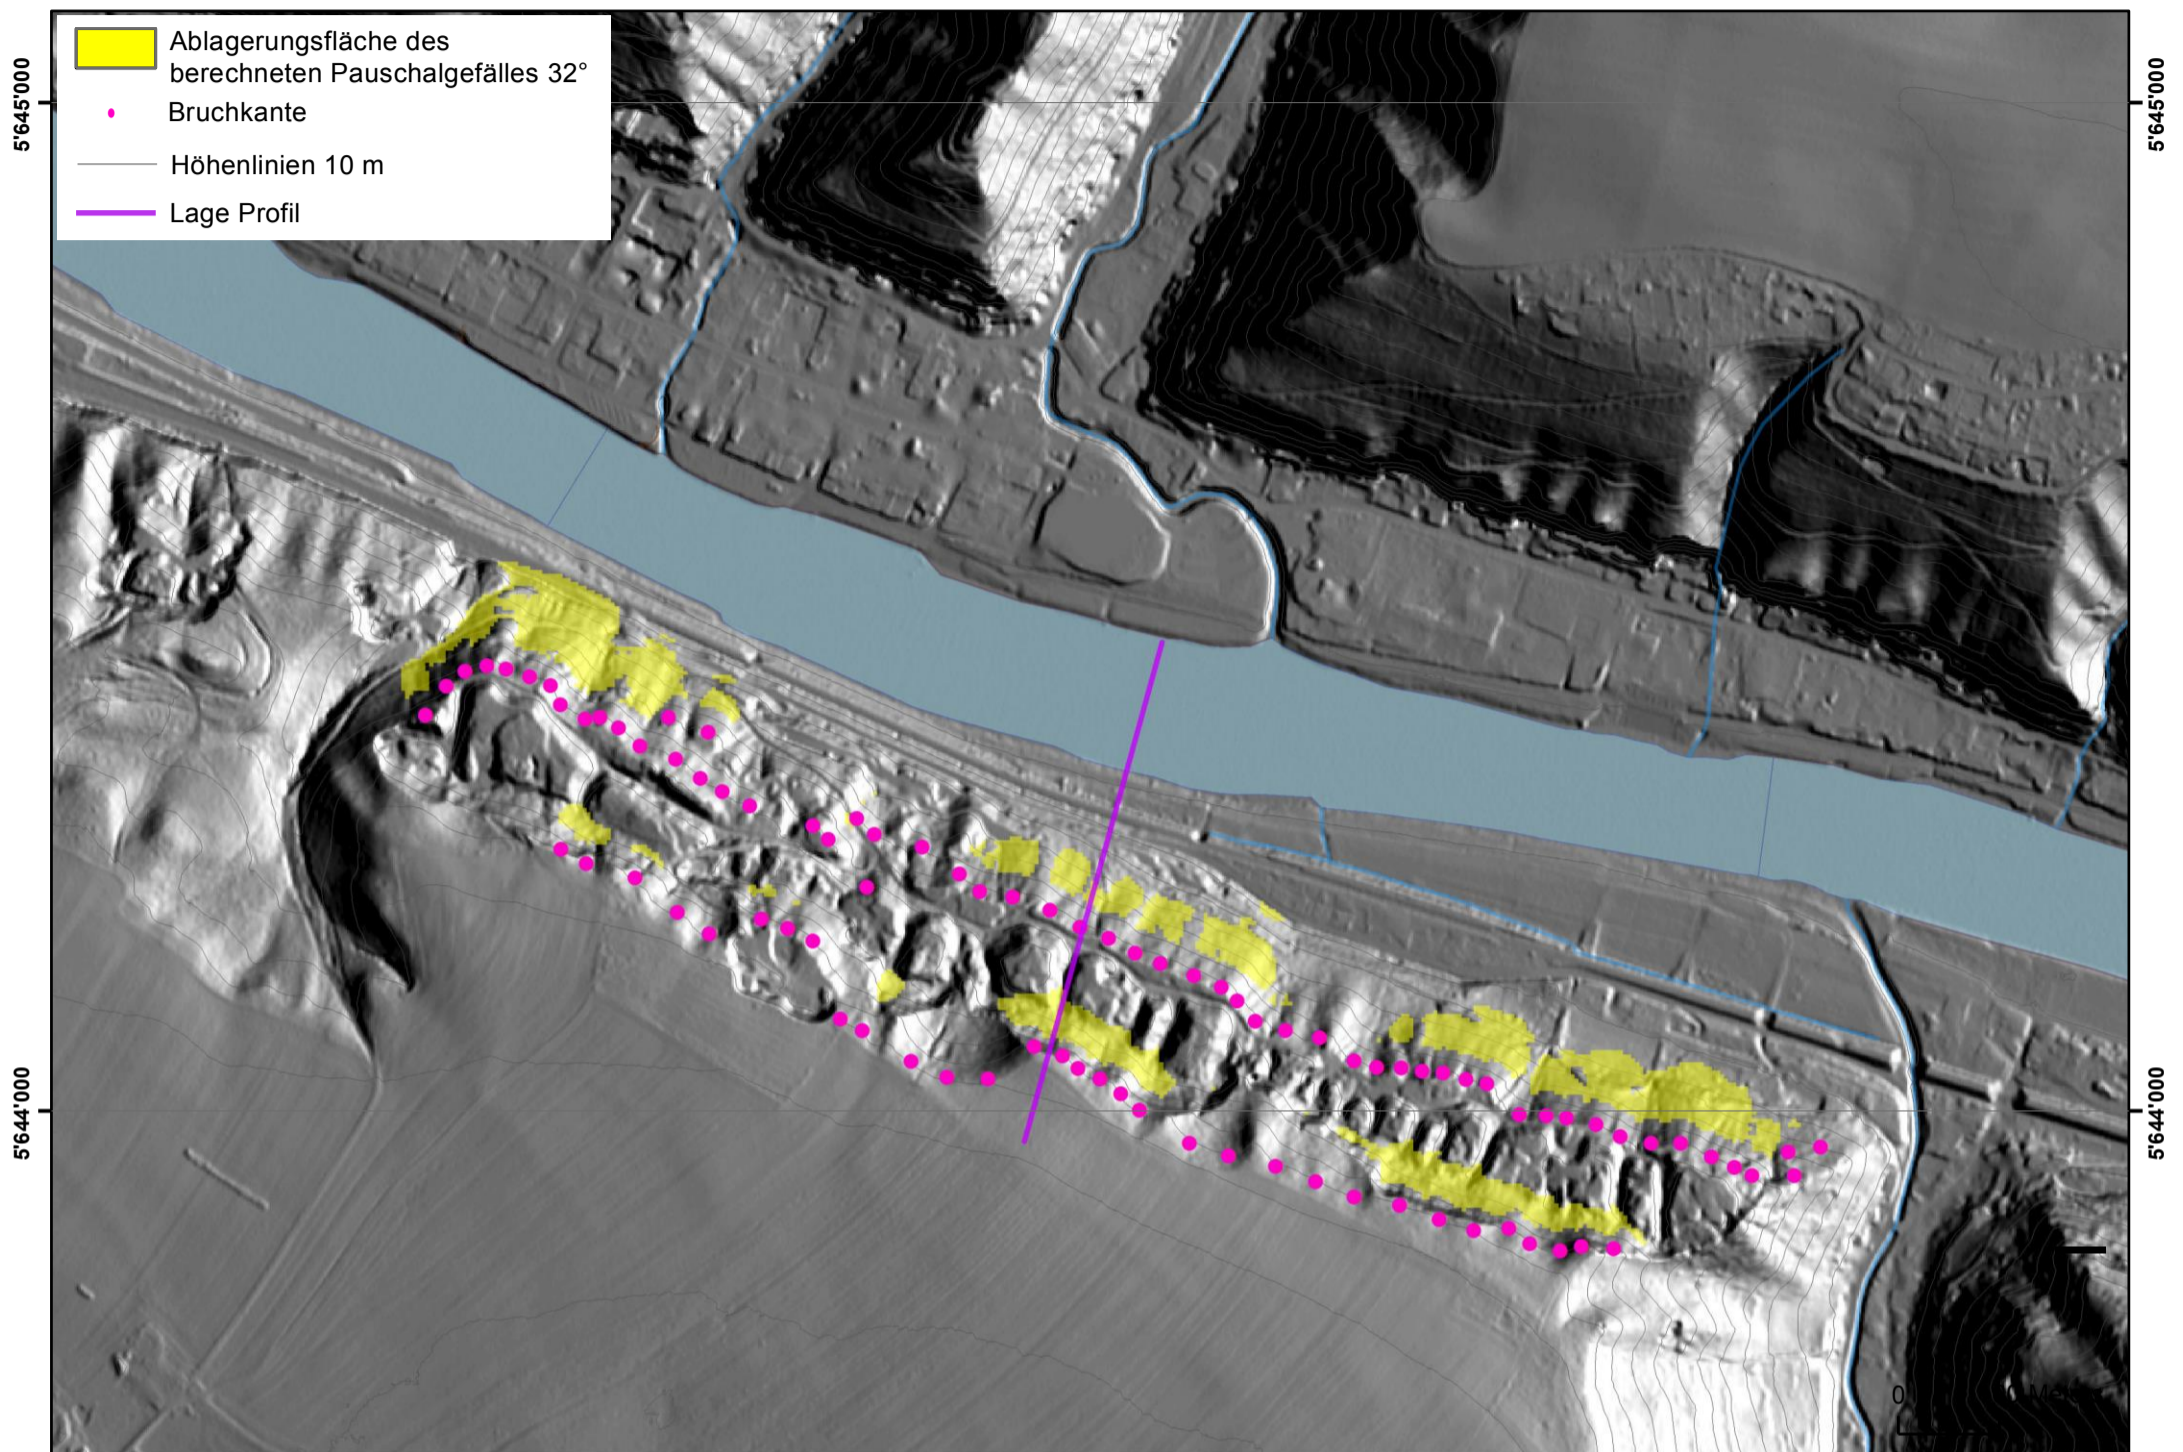 Ablagerungsfläche des
berechneten Pauschalgefälles 32°
Bruchkante
Höhenlinien 10 m
Lage Profil
5'645'000
5'645'000
5'644'000
5'644'000
0